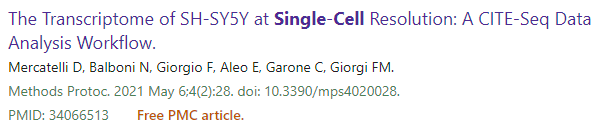 The Transcriptome of SH-SY5Y at Single-Cell Resolution: A CITE-Seq Data
Analysis Workflow.
Mercatelli D, Balboni N, Giorgio F, Aleo E, Garone C, Giorgi FM.
Methods Protoc. 2021 May 6;4(2):28. doi: 10.3390/mps4020028.
PMID: 34066513 Free PMC article.